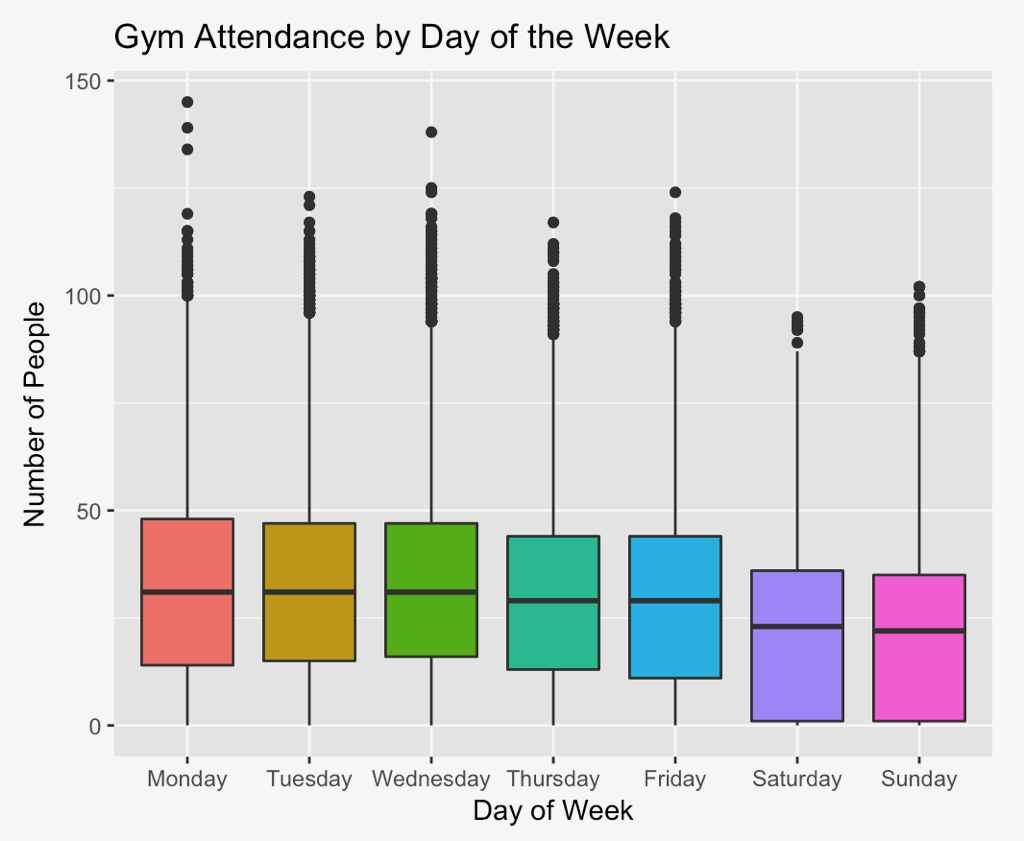 Gym Attendance by Day of the Week
Number of People
150
100
50
0
Monday Tuesday Wednesday Thursday Friday Saturday Sunday
Day of Week